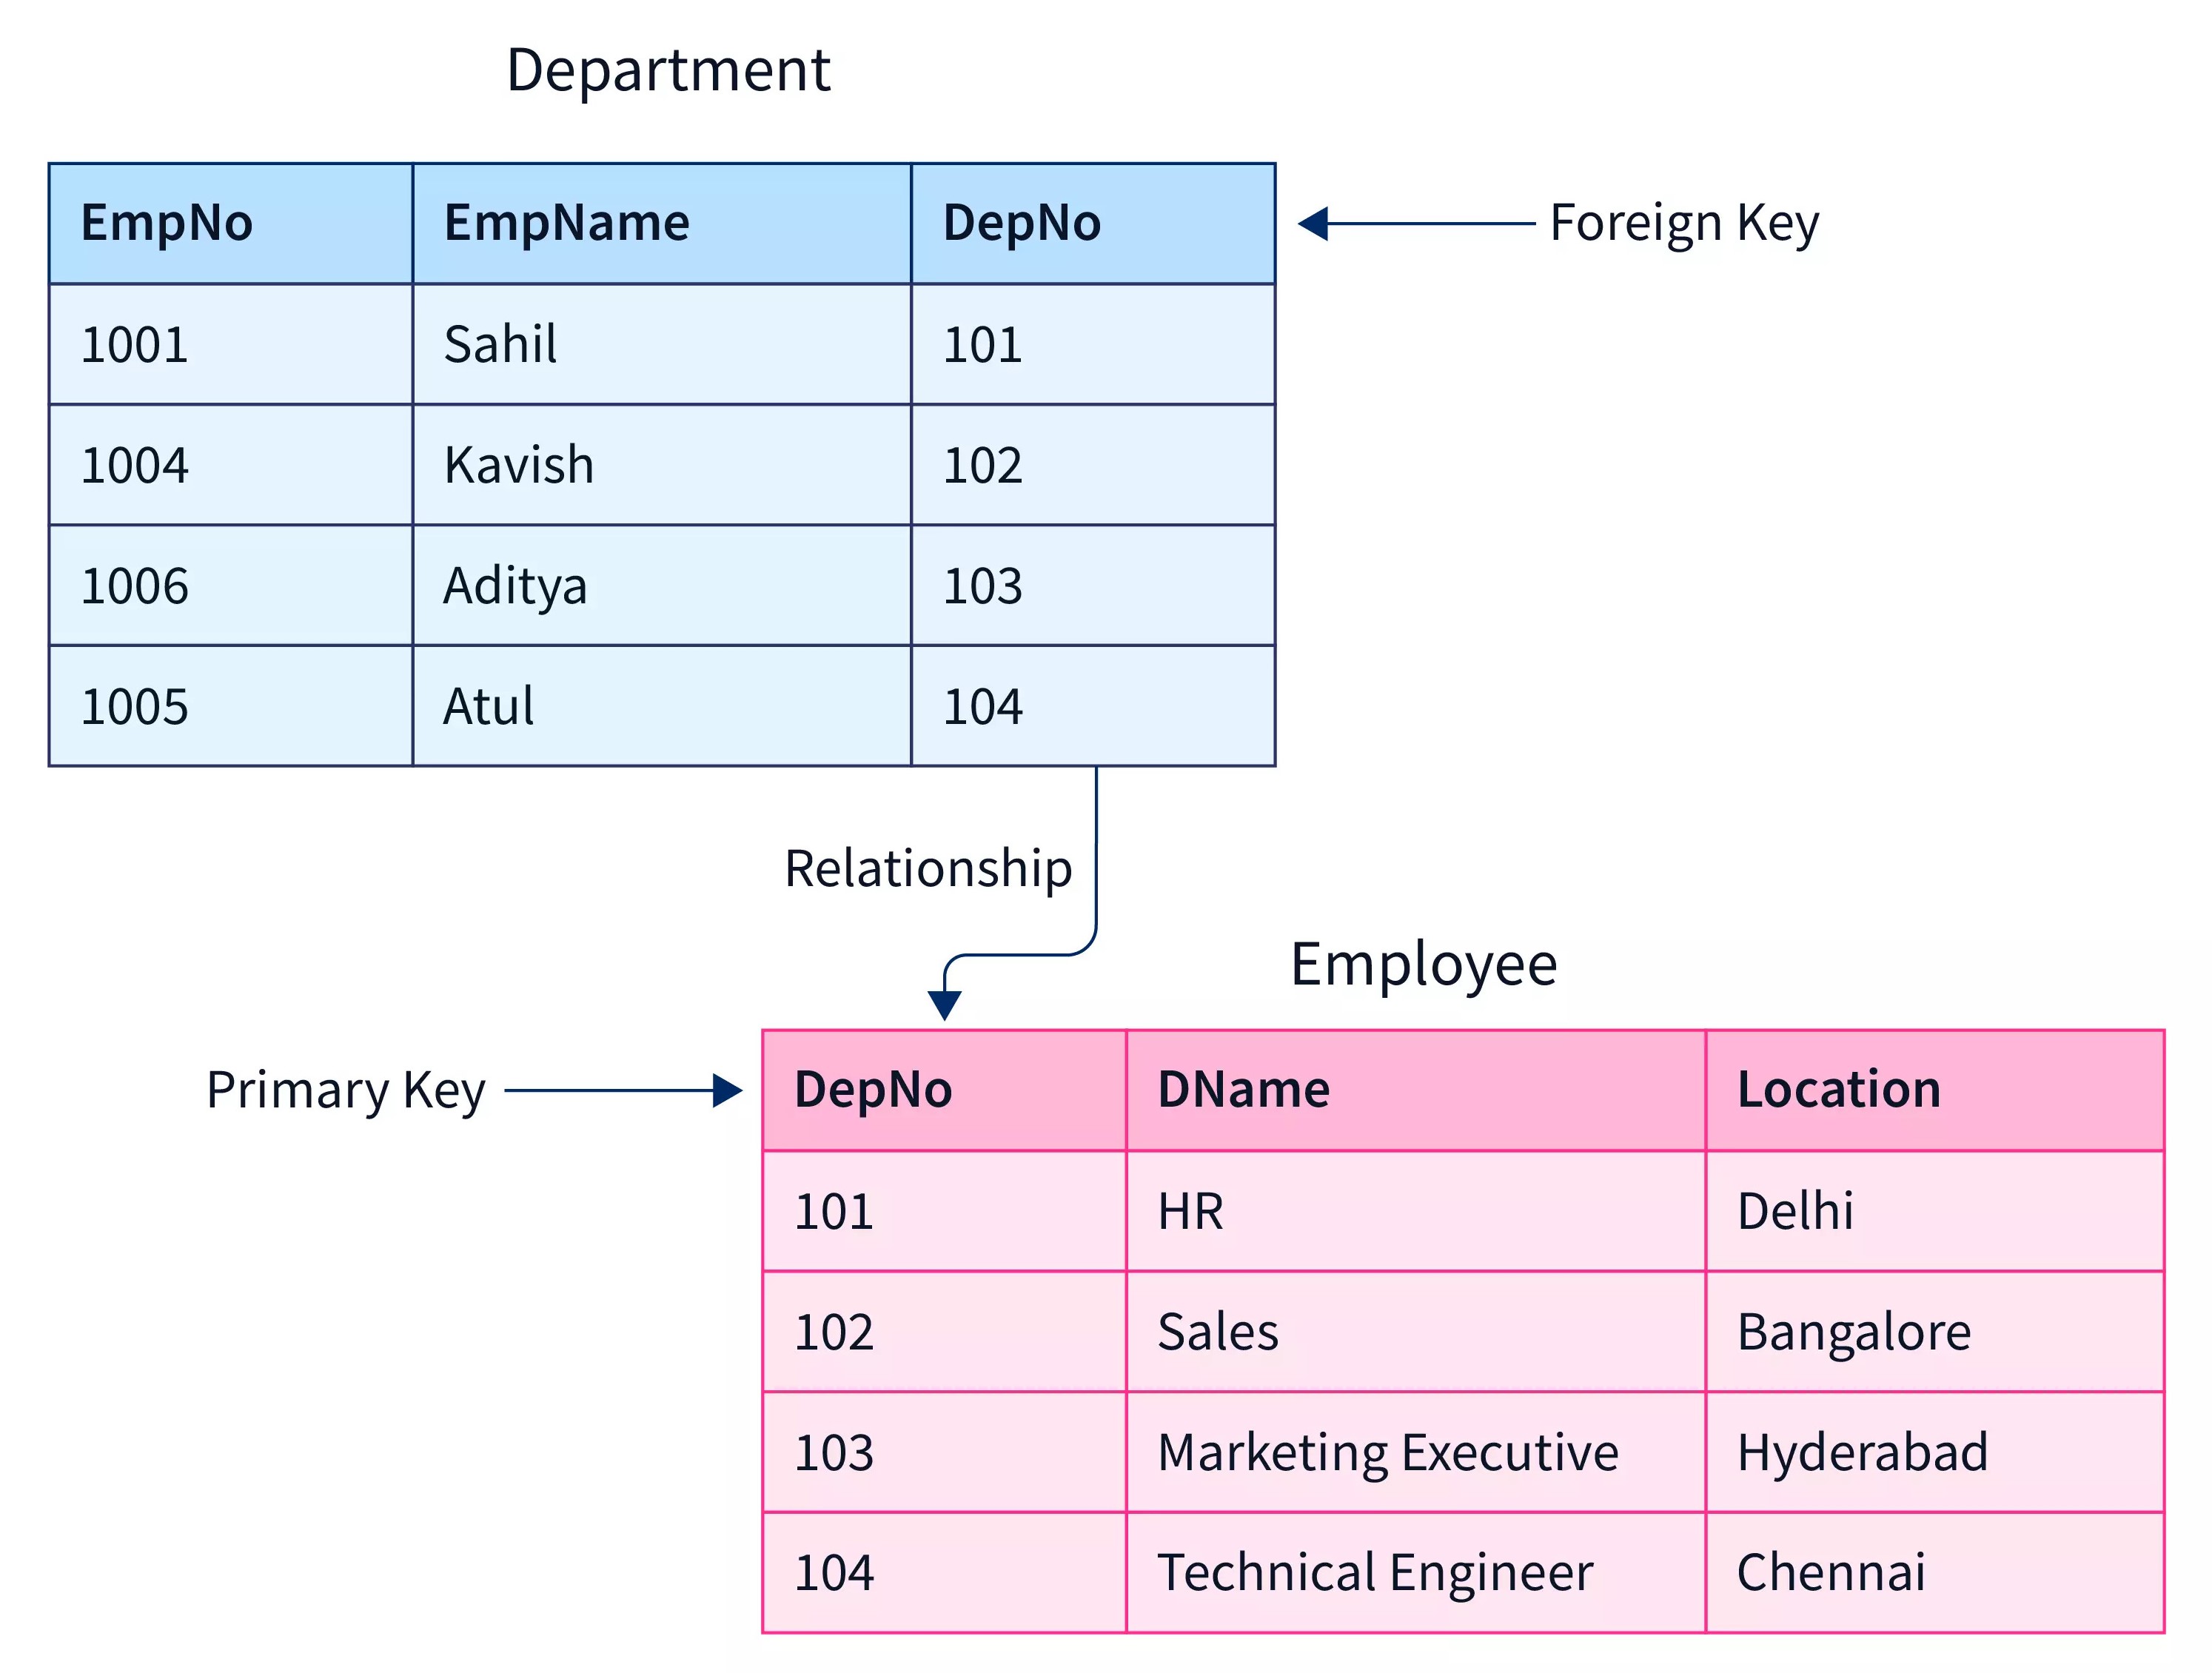 Department
EmpNo EmpName DepNo
Foreign Key
1001 Sahil 101
1004 Kavish 102
1006 Aditya 103
1005 Atul 104
Relationship
Employee
Primary Key
DepNo DName Location
101 HR Delhi
102 Sales Bangalore
103 Marketing Executive Hyderabad
104 Technical Engineer Chennai